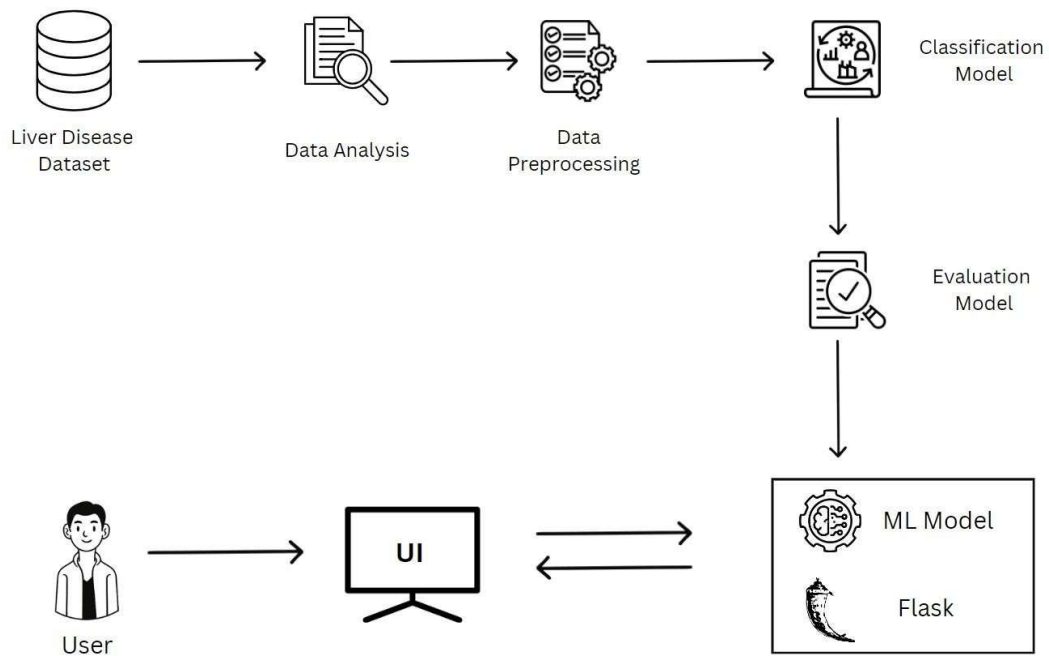 Liver Disease
Dataset
Data Analysis
Data
Preprocessing
Classification
Model
Evaluation
Model
UI
User
ML Model
Flask